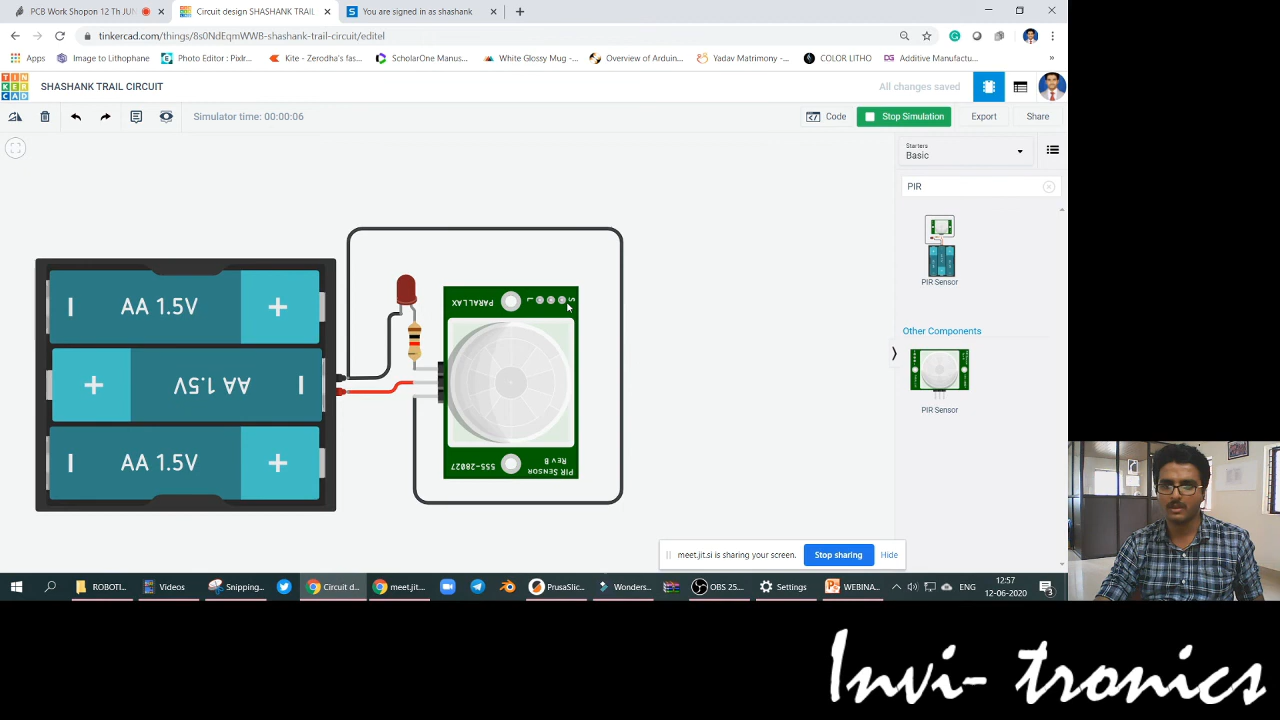 PCB Work Shopon 12 Th JUN
Circuit design SHASHANK TRAIL
You are signed in as shashank
tinkercad.com/things/8s0NdEqmWWB-shashank-trail-circuit/editel
Apps
Image to Lithophane
Photo Editor : Pixlr...
Kite - Zerodha's fas...
ScholarOne Manus...
White Glossy Mug -...
Overview of Arduin...
Yadav Matrimony -...
COLOR LITHO
Additive Manufactu...
»
TIN
KER
CAD
SHASHANK TRAIL CIRCUIT
All changes saved
Simulator time: 00:00:06
Code
Stop Simulation
Export
Share
Starters
Basic
PIR
PIR Sensor
Other Components
PIR Sensor
AA 1.5V
AA 1.5V
AA 1.5V
PARALLAX
L
S
555-28027
PIR SENSOR
Rev B
meet.jit.si is sharing your screen.
Stop sharing
Hide
ROBOTI...
Videos
Snipping...
Circuit d...
meet.jit...
PrusaSlic...
Wonders...
OBS 25....
Settings
WEBINA...
ENG
12:57
12-06-2020
3
Invi- tronics